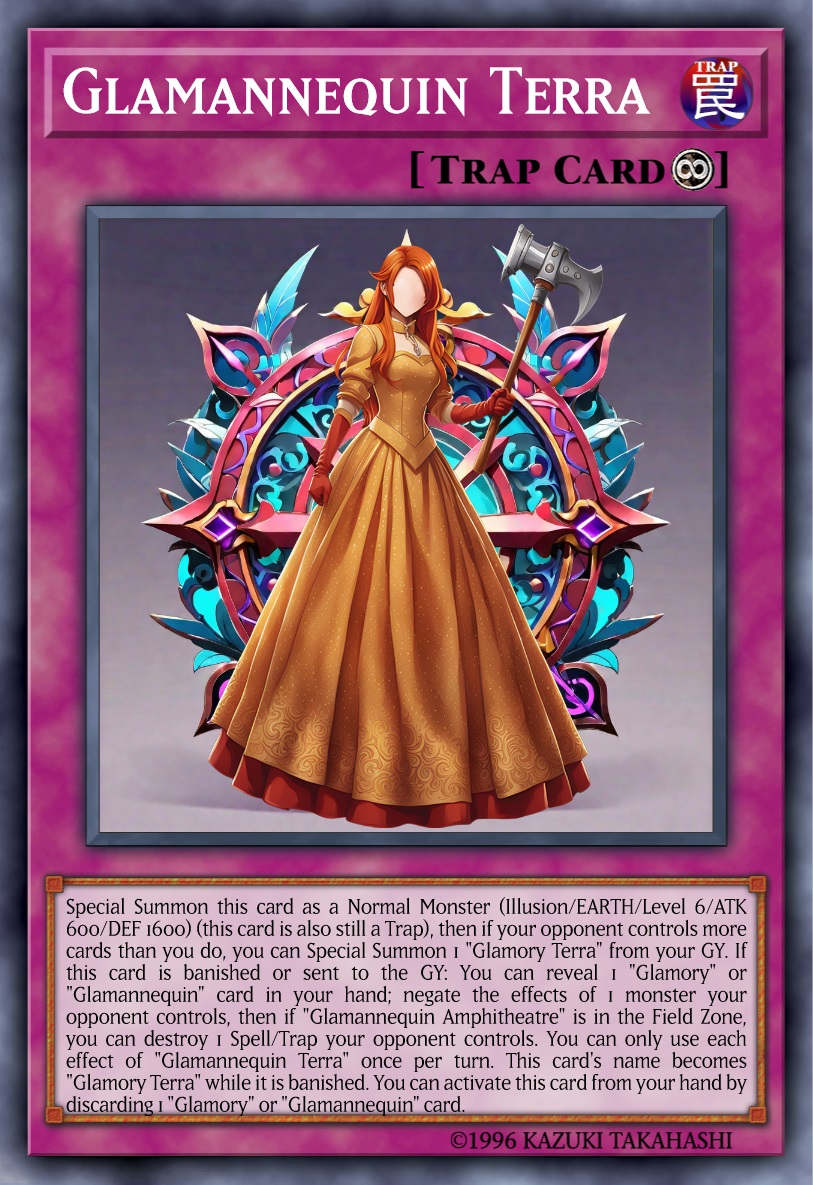 Glamannequin Terra
TRAP
罠
[Trap Card]
Special Summon this card as a Normal Monster (Illusion/EARTH/Level 6/ATK
600/DEF 1600) (this card is also still a Trap), then if your opponent controls more
cards than you do, you can Special Summon 1 "Glamory Terra" from your GY. If
this card is banished or sent to the GY: You can reveal 1 "Glamory" or
"Glamannequin" card in your hand; negate the effects of 1 monster your
opponent controls, then if "Glamannequin Amphitheatre" is in the Field Zone,
you can destroy 1 Spell/Trap your opponent controls. You can only use each
effect of "Glamannequin Terra" once per turn. This card's name becomes
"Glamory Terra" while it is banished. You can activate this card from your hand by
discarding 1 "Glamory" or "Glamannequin" card.
©1996 KAZUKI TAKAHASHI